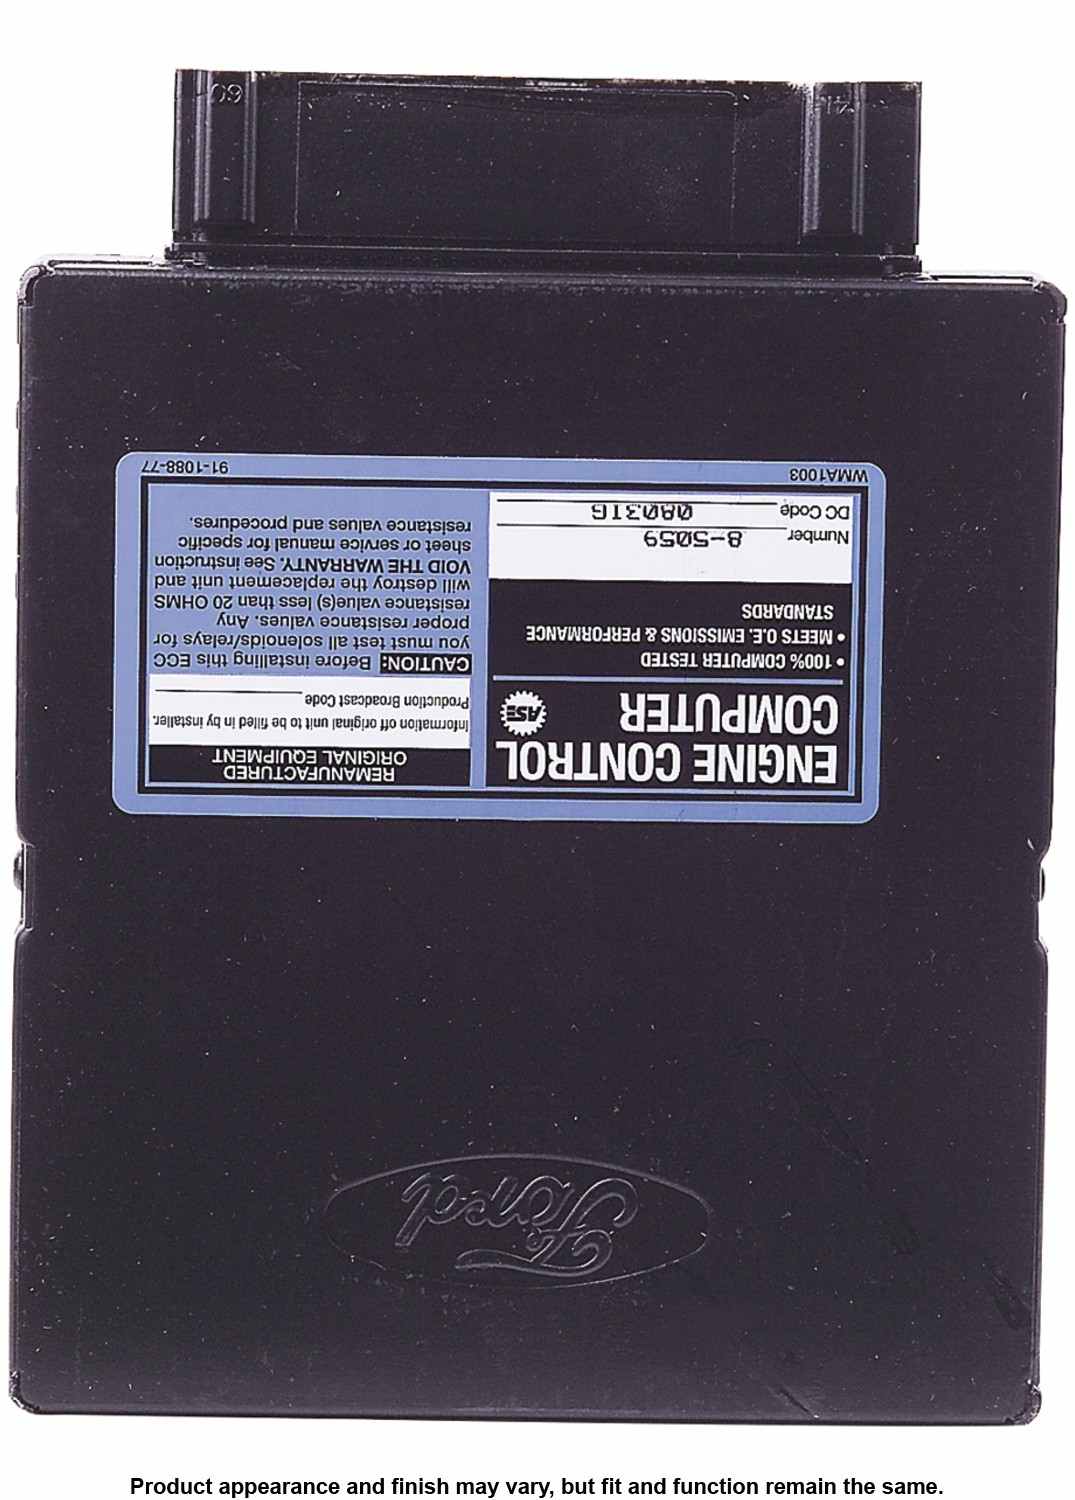 60
41
WMA1003
91-1088-77
ENGINE CONTROL
COMPUTER
ASE
• 100% COMPUTER TESTED
• MEETS O.E. EMISSIONS & PERFORMANCE
STANDARDS
Number 8-5059
DC Code 0803IG
REMANUFACTURED
ORIGINAL EQUIPMENT
Information off original unit to be filled in by installer.
Production Broadcast Code
CAUTION: Before installing this ECC
you must test all solenoids/relays for
proper resistance values. Any
resistance value(s) less than 20 OHMS
will destroy the replacement unit and
VOID THE WARRANTY. See instruction
sheet or service manual for specific
resistance values and procedures.
Ford
Product appearance and finish may vary, but fit and function remain the same.